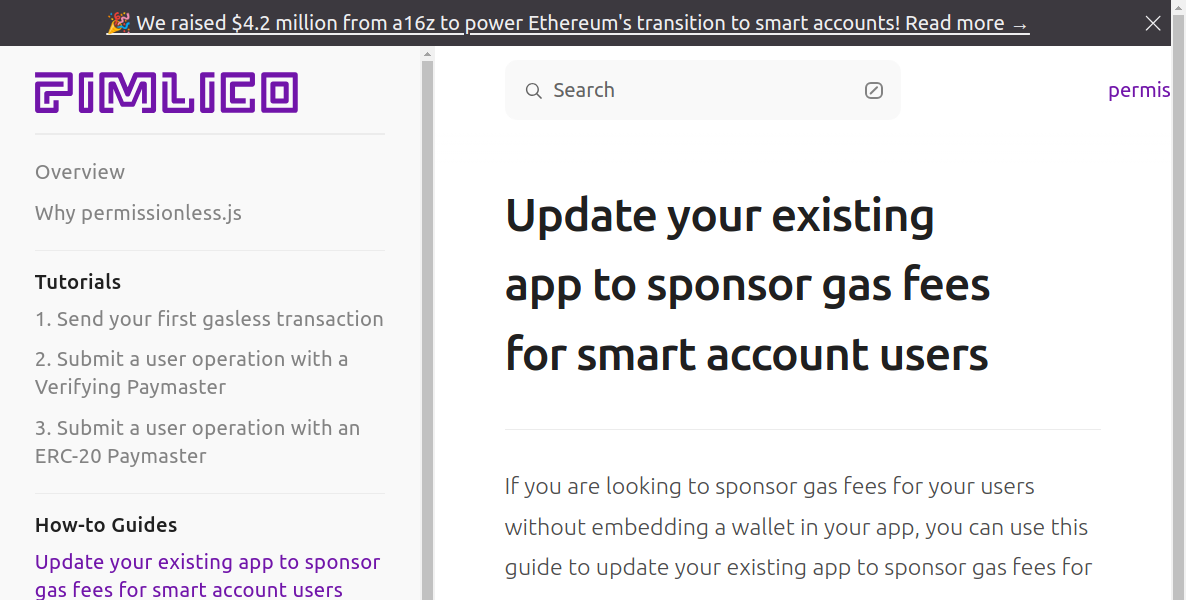 🎉 We raised $4.2 million from a16z to power Ethereum's transition to smart accounts! Read more →
PIMLICO
Search
permis
Overview
Why permissionless.js
Tutorials
1. Send your first gasless transaction
2. Submit a user operation with a
Verifying Paymaster
3. Submit a user operation with an
ERC-20 Paymaster
How-to Guides
Update your existing app to sponsor
gas fees for smart account users
Update your existing
app to sponsor gas fees
for smart account users
If you are looking to sponsor gas fees for your users
without embedding a wallet in your app, you can use this
guide to update your existing app to sponsor gas fees for